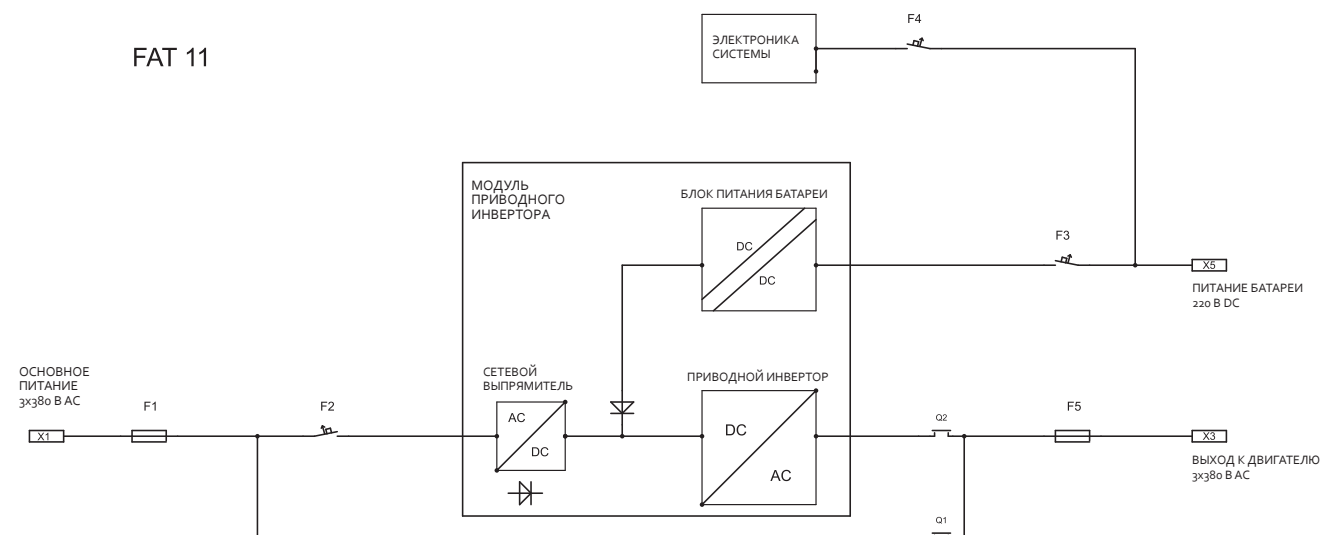 FAT 11
F4
ЭЛЕКТРОНИКА
СИСТЕМЫ
МОДУЛЬ
ПРИВОДНОГО
ИНВЕРТОРА
БЛОК ПИТАНИЯ БАТАРЕИ
DC
DC
F3
X5
ПИТАНИЕ БАТАРЕИ
220 В DC
ОСНОВНОЕ
ПИТАНИЕ
3x380 В AC
X1
F1
F2
СЕТЕВОЙ
ВЫПРЯМИТЕЛЬ
AC
DC
ПРИВОДНОЙ ИНВЕРТОР
DC
AC
Q2
F5
X3
ВЫХОД К ДВИГАТЕЛЮ
3x380 В AC
Q1